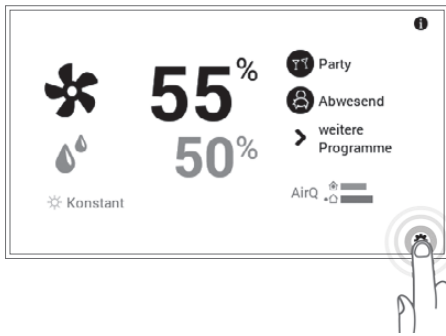 55%
50%
Konstant
Party
Abwesend
weitere
Programme
AirQ